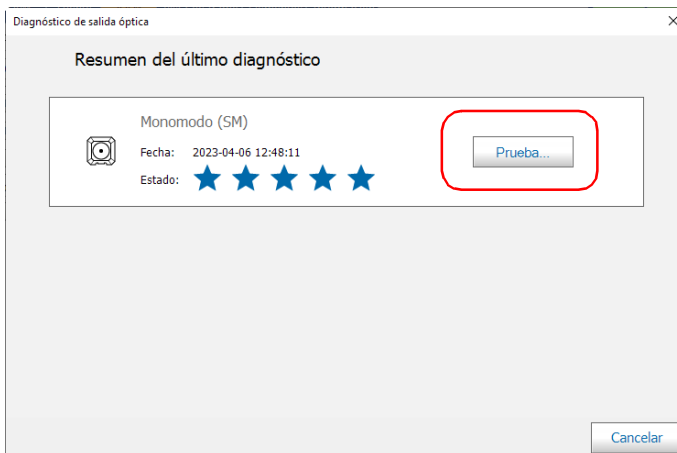 Diagnóstico de salida óptica
Resumen del último diagnóstico
Monomodo (SM)
Fecha: 2023-04-06 12:48:11
Prueba...
Estado:
Cancelar